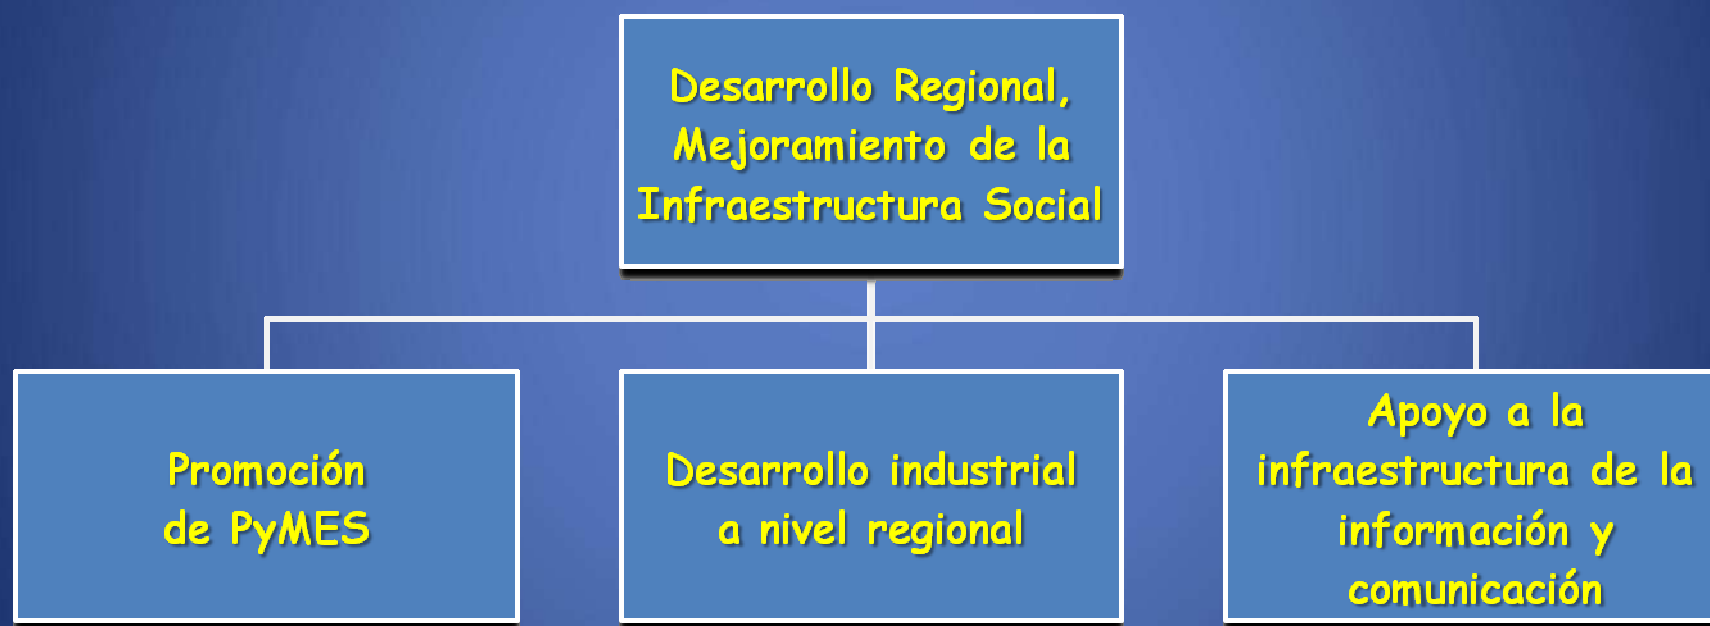 Desarrollo Regional,
Mejoramiento de la
Infraestructura Social
Promoción
de PyMES
Desarrollo industrial
a nivel regional
Apoyo a la
infraestructura de la
información y
comunicación